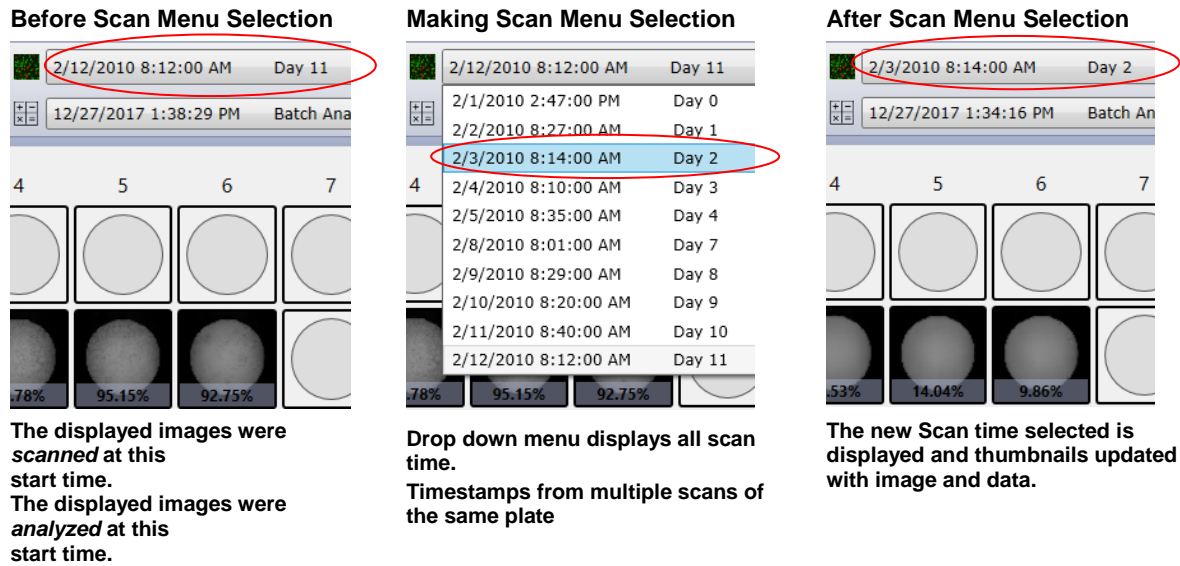 Before Scan Menu Selection
2/12/2010 8:12:00 AM Day 11
12/27/2017 1:38:29 PM Batch Ana
4 5 6 7
.78% 95.15% 92.75%
The displayed images were
scanned at this
start time.
The displayed images were
analyzed at this
start time.
Making Scan Menu Selection
2/12/2010 8:12:00 AM Day 11
2/1/2010 2:47:00 PM Day 0
2/2/2010 8:27:00 AM Day 1
2/3/2010 8:14:00 AM Day 2
4
2/4/2010 8:10:00 AM Day 3
2/5/2010 8:35:00 AM Day 4
2/8/2010 8:01:00 AM Day 7
2/9/2010 8:29:00 AM Day 8
2/10/2010 8:20:00 AM Day 9
2/11/2010 8:40:00 AM Day 10
2/12/2010 8:12:00 AM Day 11
.78% 95.15% 92.75%
Drop down menu displays all scan
time.
Timestamps from multiple scans of
the same plate
After Scan Menu Selection
2/3/2010 8:14:00 AM Day 2
12/27/2017 1:34:16 PM Batch An
4 5 6 7
.53% 14.04% 9.86%
The new Scan time selected is
displayed and thumbnails updated
with image and data.